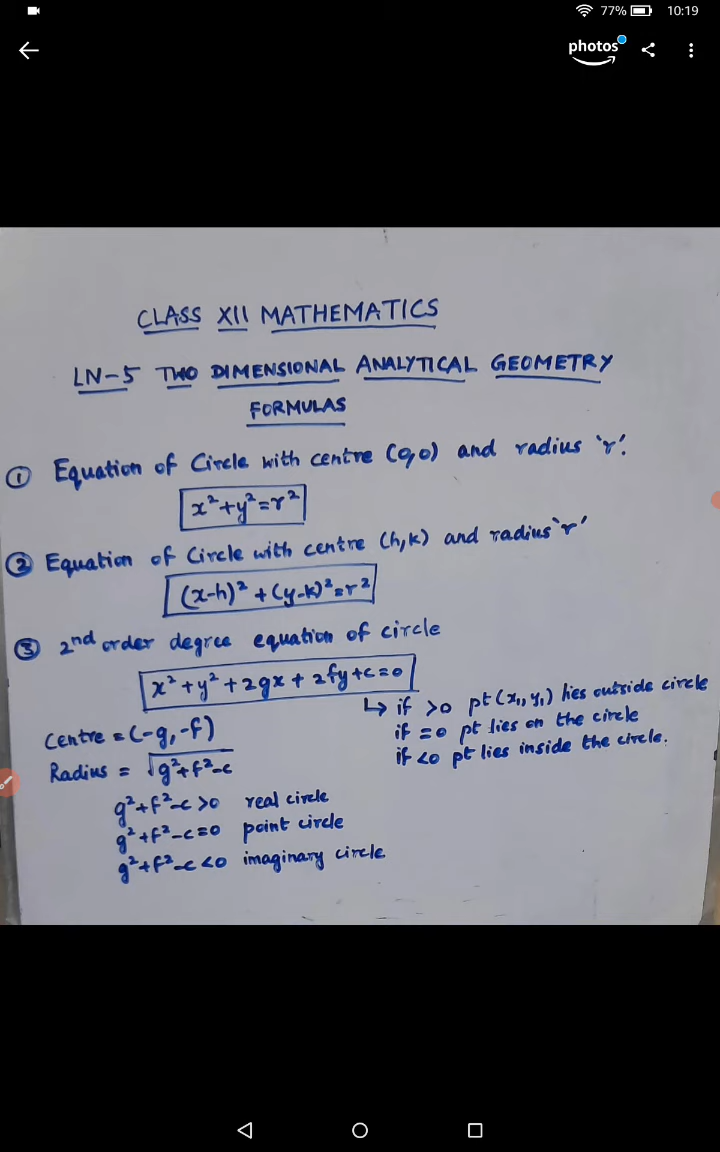 77% 10:19
photos
CLASS XII MATHEMATICS
LN-5 TWO DIMENSIONAL ANALYTICAL GEOMETRY
FORMULAS
① Equation of Circle with centre (0,0) and radius 'r'.
x²+y²=r²
② Equation of Circle with centre (h,k) and radius 'r'
(x-h)² + (y-k)²=r²
③ 2nd order degree equation of circle
x²+y²+2gx+2fy+c=0
↳ if >0 pt (x₁, y₁) lies outside circle
if =0 pt lies on the circle
if <0 pt lies inside the circle.
Centre = (-g,-f)
Radius = √g²+f²-c
g²+f²-c>0 real circle
g²+f²-c=0 point circle
g²+f²-c<0 imaginary circle